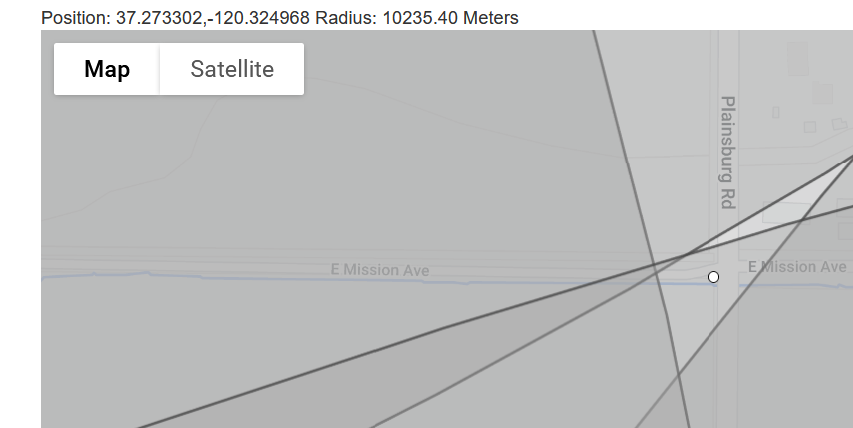 Position: 37.273302,-120.324968 Radius: 10235.40 Meters
Map Satellite
Plainsburg Rd
E Mission Ave
E Mission Ave